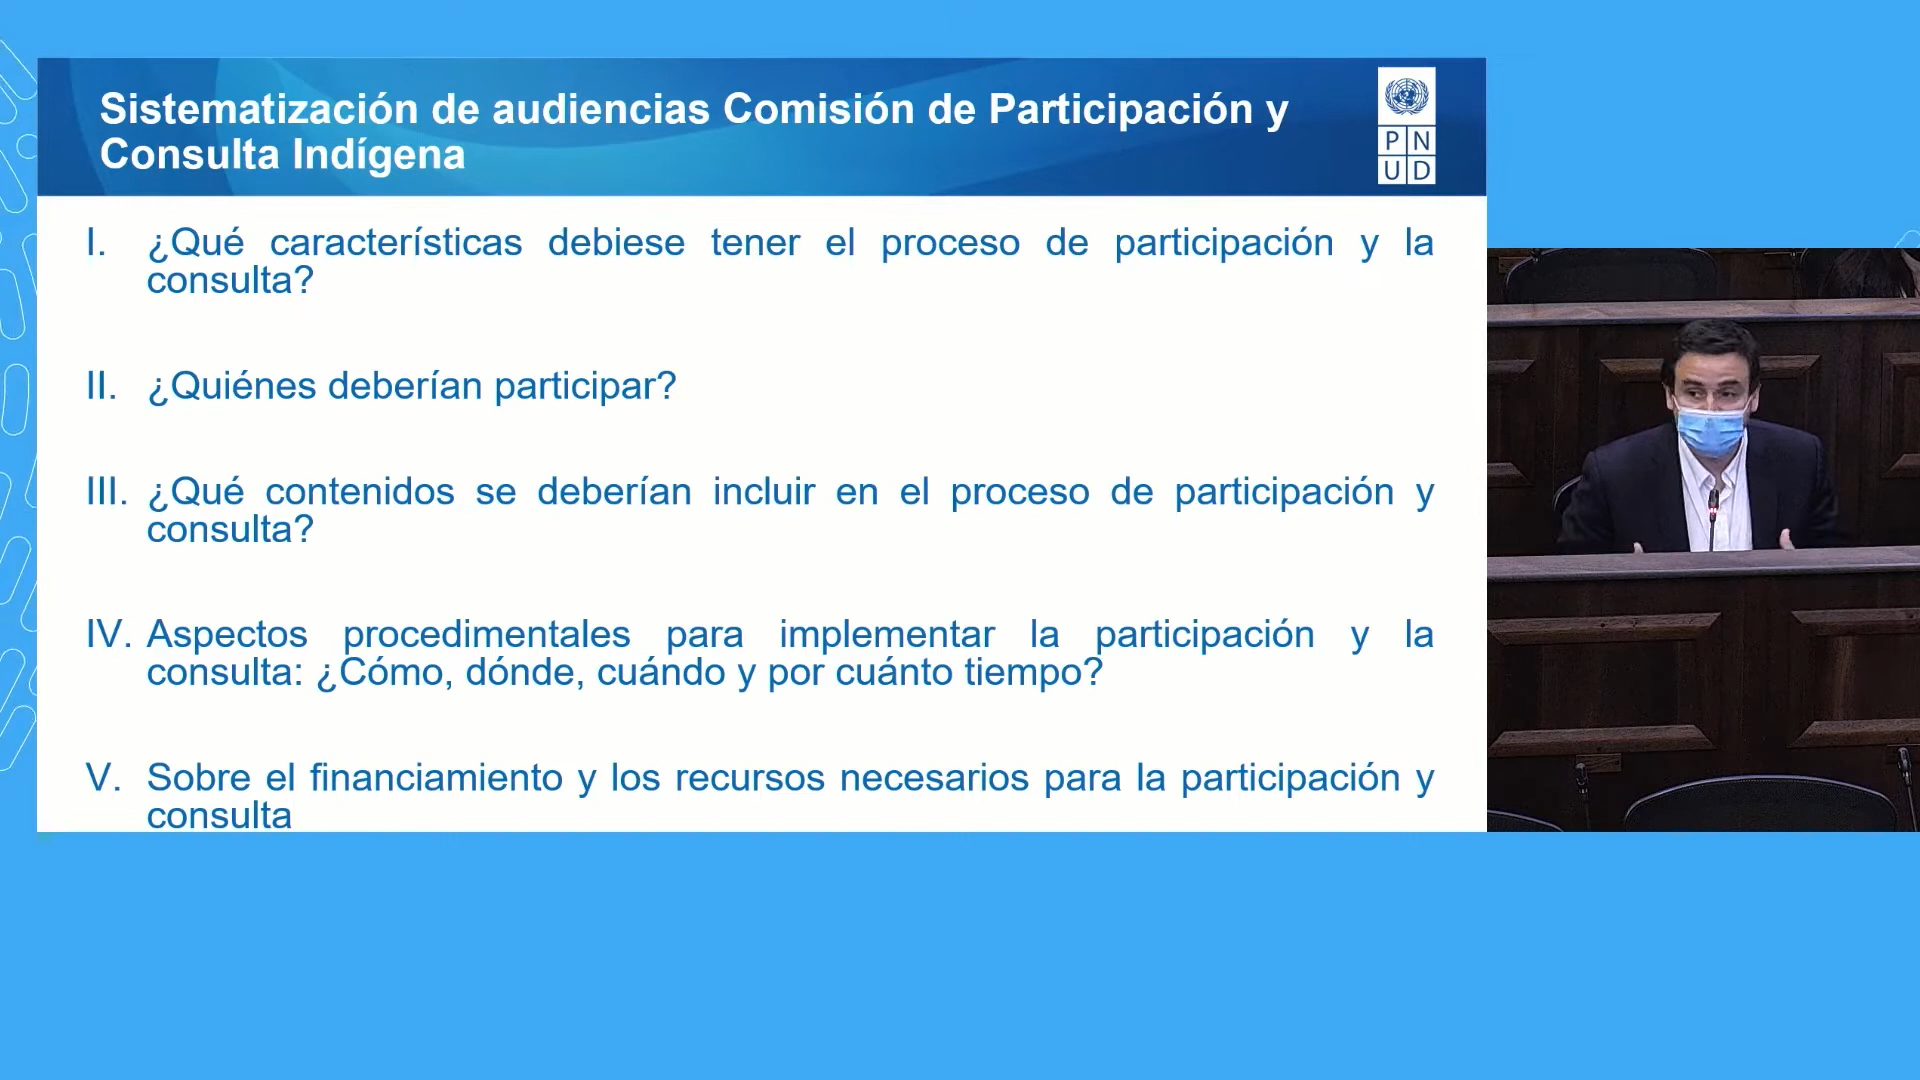 Sistematización de audiencias Comisión de Participación y
Consulta Indígena
P N
U D
I. ¿Qué características debiese tener el proceso de participación y la
consulta?
II. ¿Quiénes deberían participar?
III. ¿Qué contenidos se deberían incluir en el proceso de participación y
consulta?
IV. Aspectos procedimentales para implementar la participación y la
consulta: ¿Cómo, dónde, cuándo y por cuánto tiempo?
V. Sobre el financiamiento y los recursos necesarios para la participación y
consulta